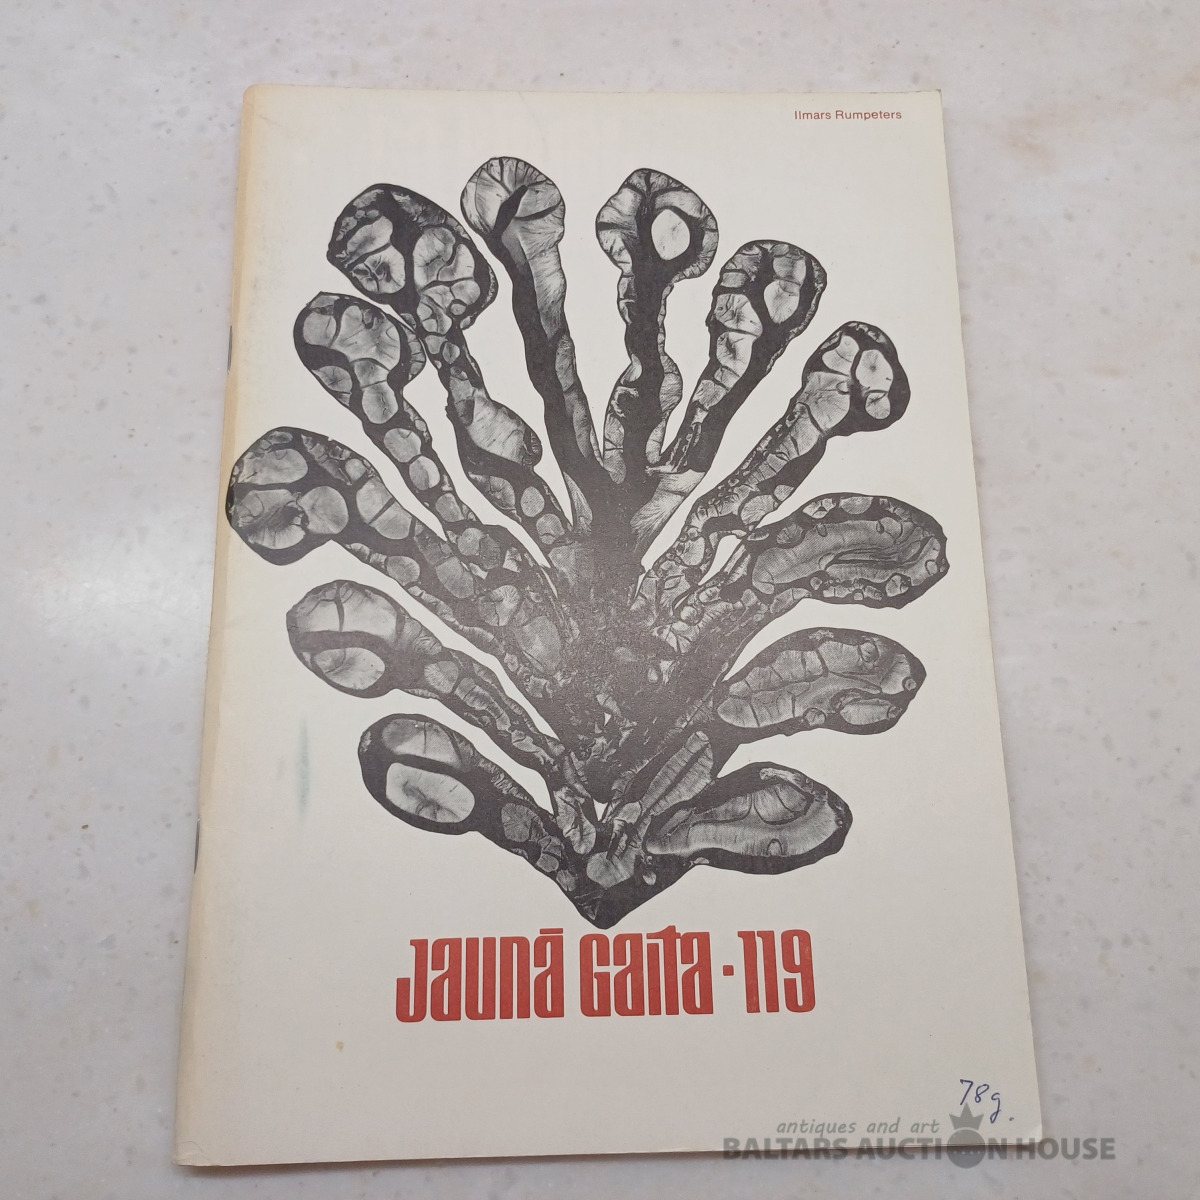 Ilmars Rumpeters
Jaunā Gaita · 119
78g.
antiques and art
BALTARS AUCTION HOUSE